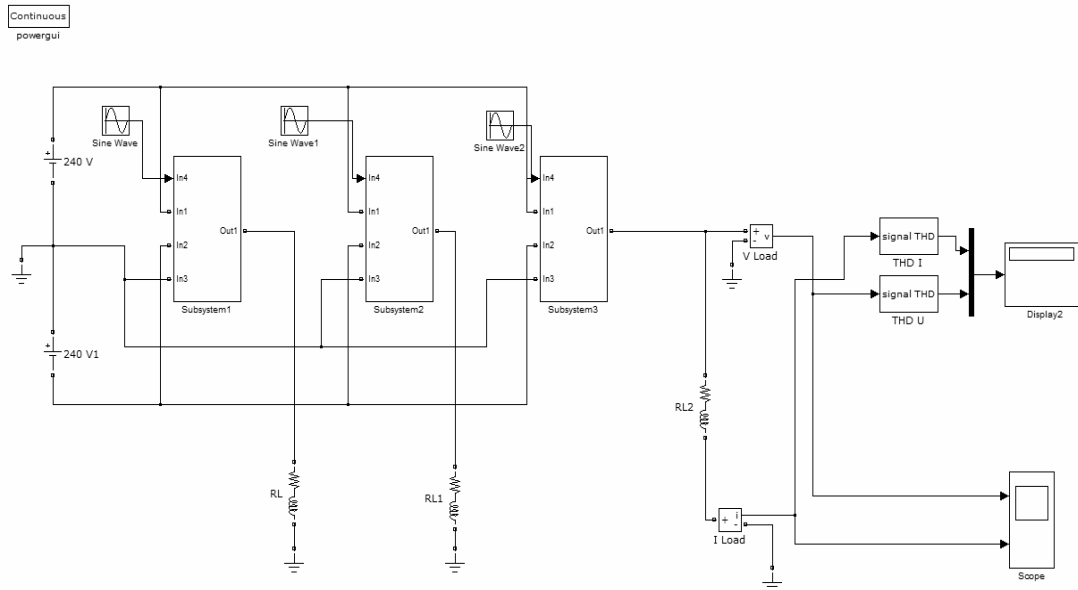 Continuous
powergui
Sine Wave
Sine Wave1
Sine Wave2
+
240 V
In4
In1
In2
In3
Out1
Subsystem1
In4
In1
In2
In3
Out1
Subsystem2
In4
In1
In2
In3
Out1
Subsystem3
+
-
v
V Load
signal THD
THD I
signal THD
THD U
Display2
+
240 V1
RL2
RL
RL1
+
i
-
I Load
Scope